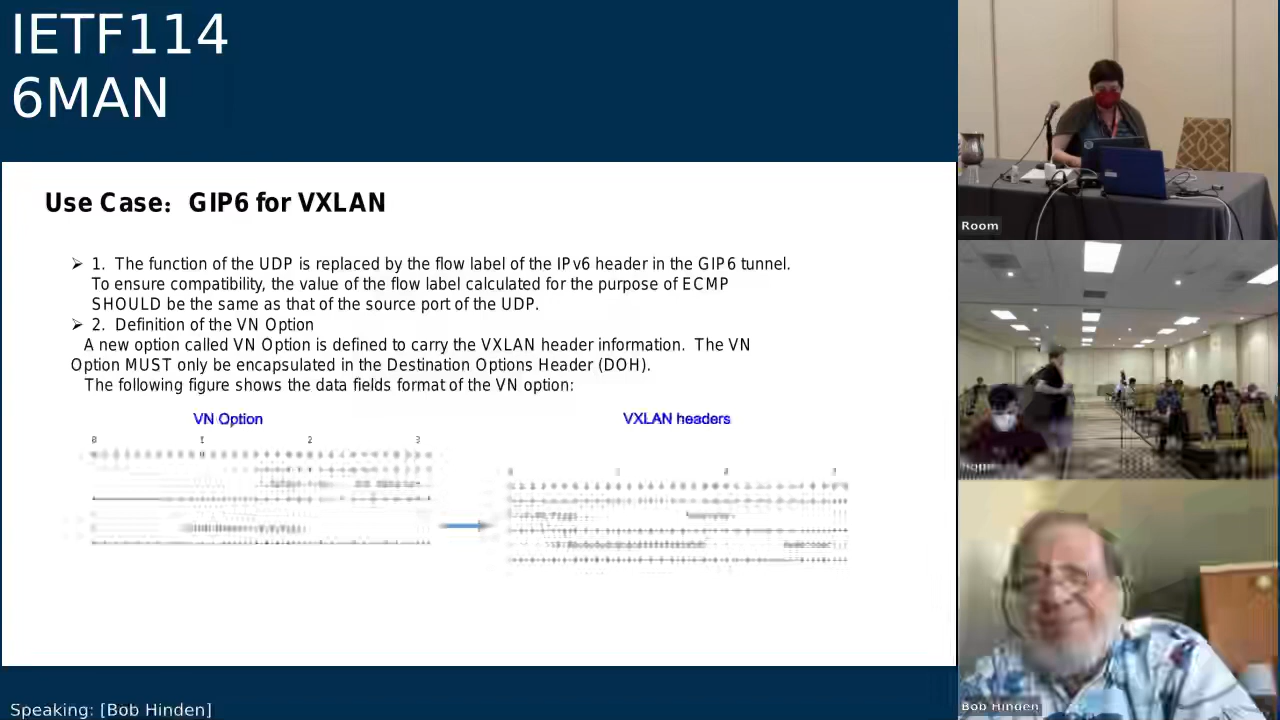 IETF114
6MAN
Use Case: GIP6 for VXLAN
➢ 1. The function of the UDP is replaced by the flow label of the IPv6 header in the GIP6 tunnel.
To ensure compatibility, the value of the flow label calculated for the purpose of ECMP
SHOULD be the same as that of the source port of the UDP.
➢ 2. Definition of the VN Option
A new option called VN Option is defined to carry the VXLAN header information. The VN
Option MUST only be encapsulated in the Destination Options Header (DOH).
The following figure shows the data fields format of the VN option:
VN Option
VXLAN headers
0 1 2 3
Room
Bob Hinden
Speaking: [Bob Hinden]